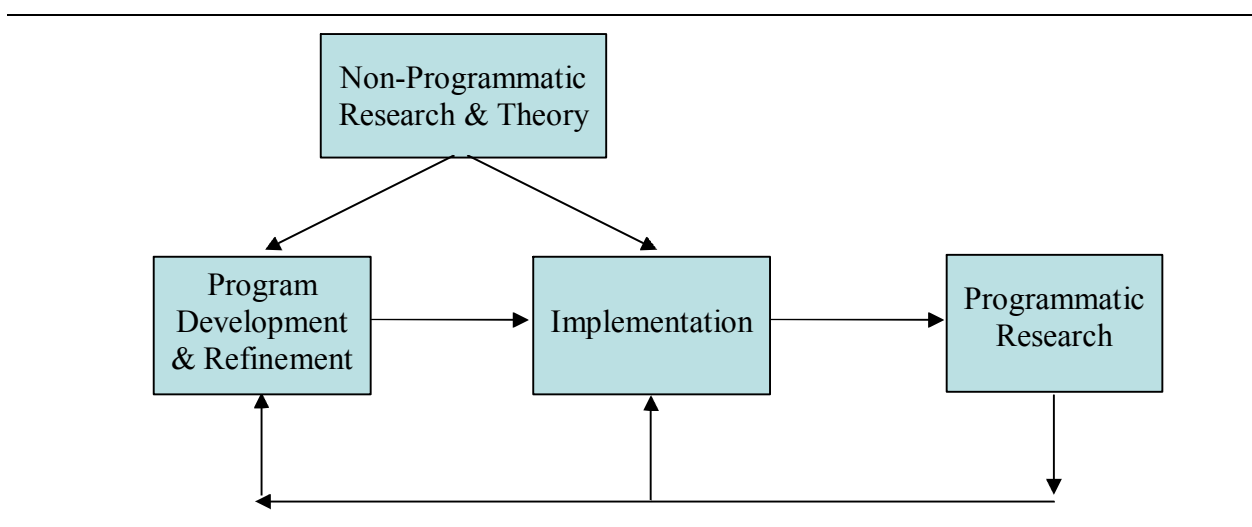 Non-Programmatic
Research & Theory
Program
Development
& Refinement
Implementation
Programmatic
Research